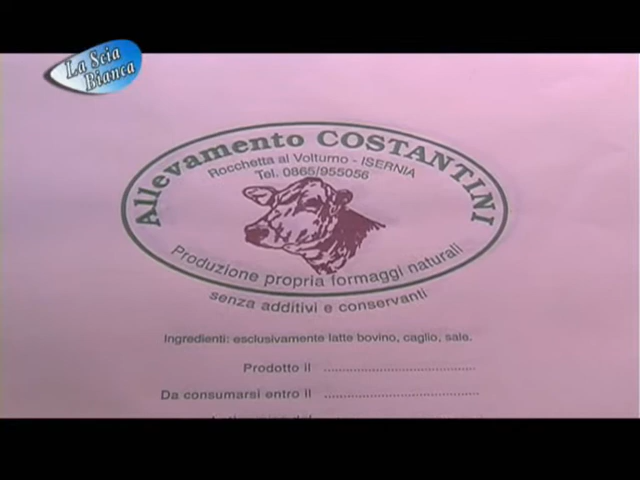 La Scia
Bianca
Allevamento COSTANTINI
Rocchetta al Volturno - ISERNIA
Tel. 0865/955056
Produzione propria formaggi naturali
senza additivi e conservanti
Ingredienti: esclusivamente latte bovino, caglio, sale.
Prodotto il ......................................
Da consumarsi entro il ......................................